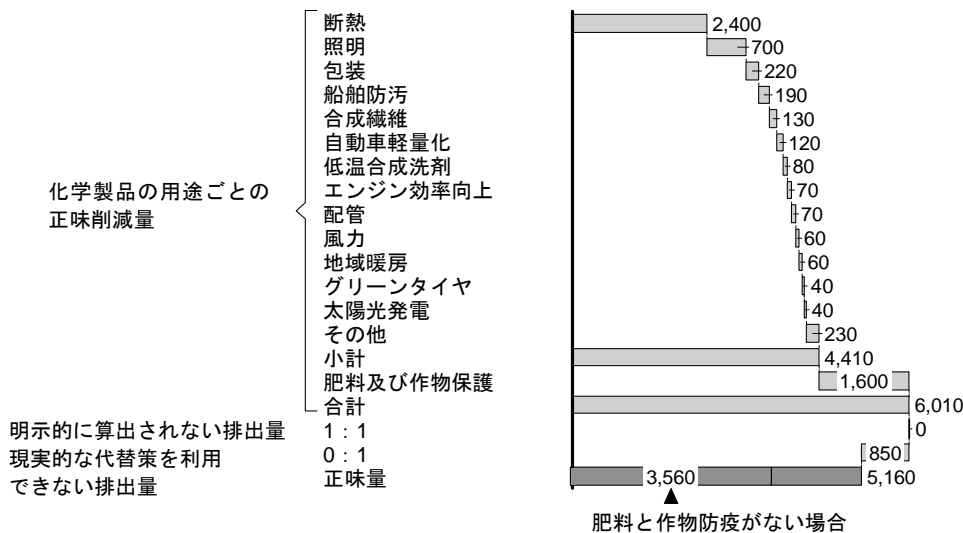 断熱 2,400
照明 700
包装 220
船舶防汚 190
合成繊維 130
自動車軽量化 120
低温合成洗剤 80
化学製品の用途ごとの
正味削減量
エンジン効率向上 70
配管 70
風力 60
地域暖房 60
グリーンタイヤ 40
太陽光発電 40
その他 230
小計 4,410
肥料及び作物保護 1,600
合計 6,010
明示的に算出されない排出量 1：1 0
現実的な代替策を利用 0：1 850
できない排出量 正味量 3,560 5,160
肥料と作物防疫がない場合